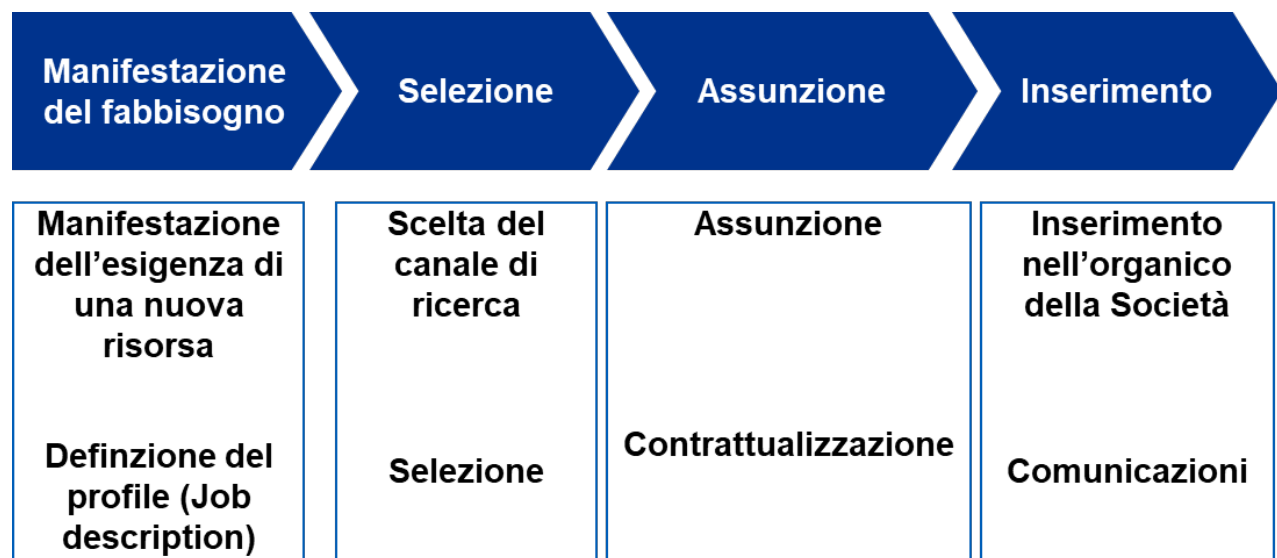 Manifestazione
del fabbisogno
Selezione
Assunzione
Inserimento
Manifestazione
dell'esigenza di
una nuova
risorsa
Definzione del
profile (Job
description)
Scelta del
canale di
ricerca
Selezione
Assunzione
Contrattualizzazione
Inserimento
nell'organico
della Società
Comunicazioni